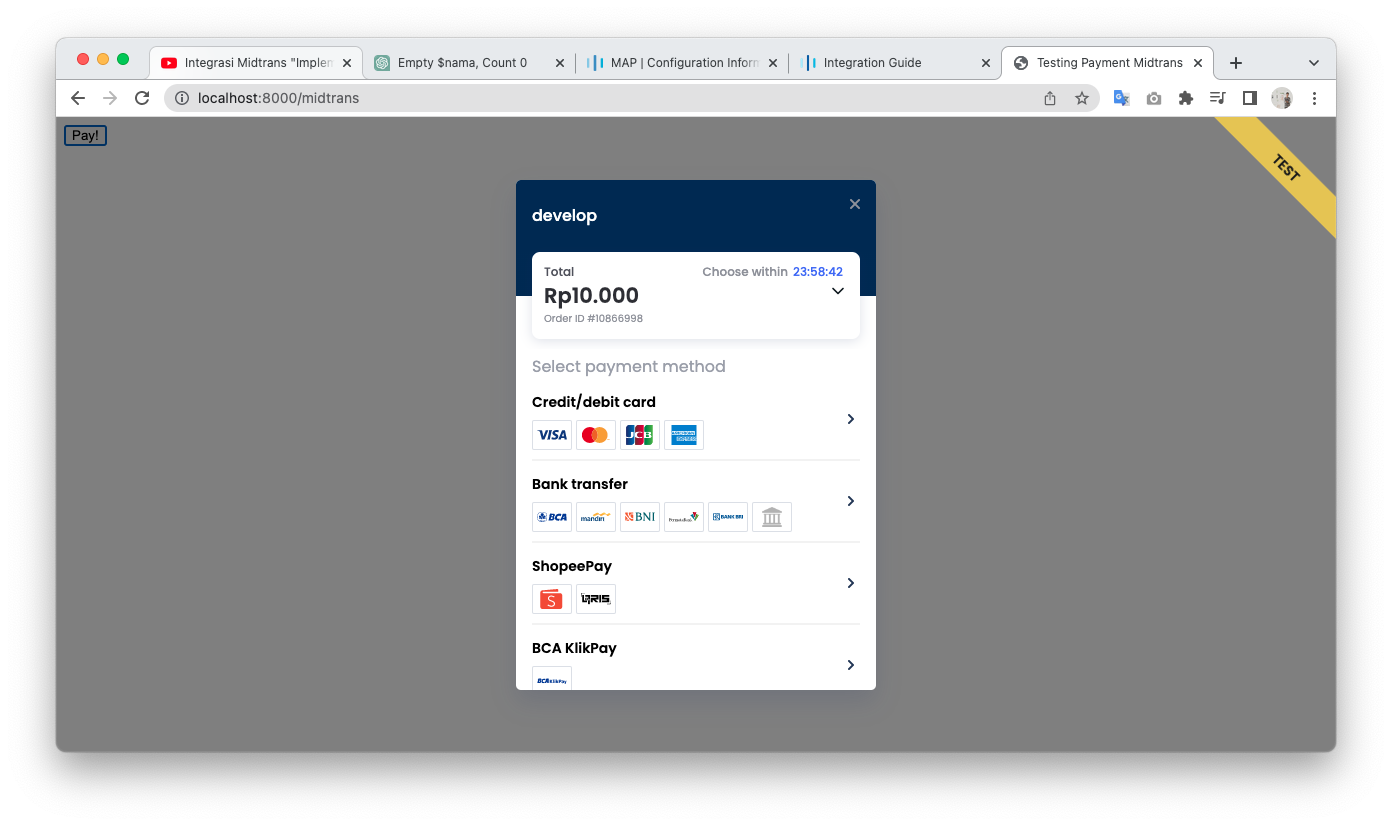 Integrasi Midtrans "Implem
Empty $nama, Count 0
MAP | Configuration Inform
Integration Guide
Testing Payment Midtrans
localhost:8000/midtrans
Pay!
TEST
develop
Total
Choose within 23:58:42
Rp10.000
Order ID #10866998
Select payment method
Credit/debit card
VISA
JCB
Bank transfer
BCA
mandiri
BNI
PermataBank
BANK BRI
ShopeePay
S
QRIS
BCA KlikPay
BCA KlikPay